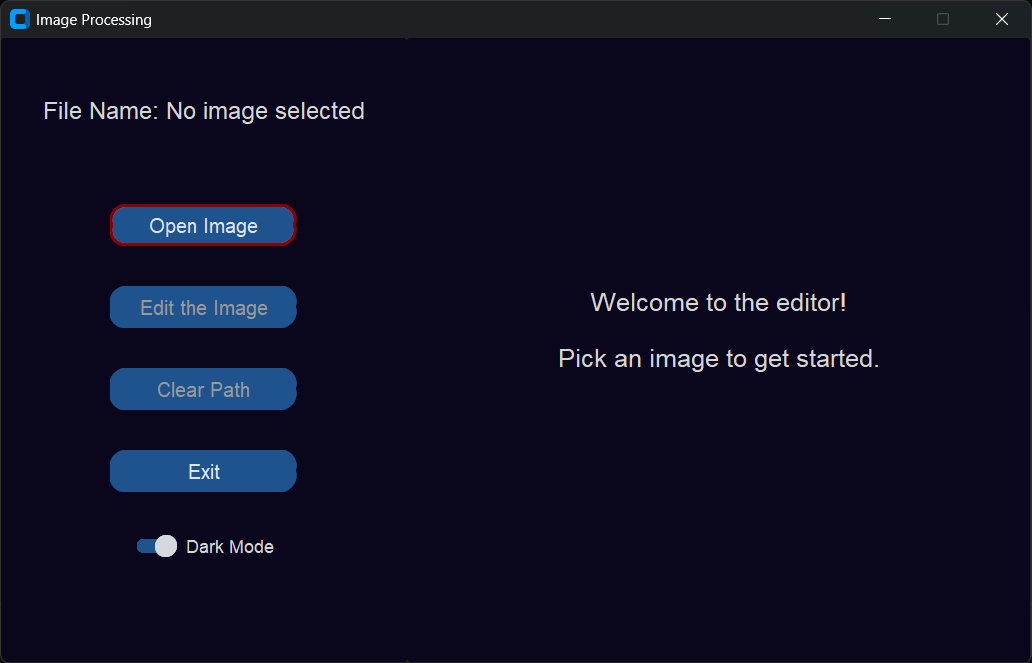 Image Processing
File Name: No image selected
Open Image
Edit the Image
Clear Path
Exit
Dark Mode
Welcome to the editor!
Pick an image to get started.